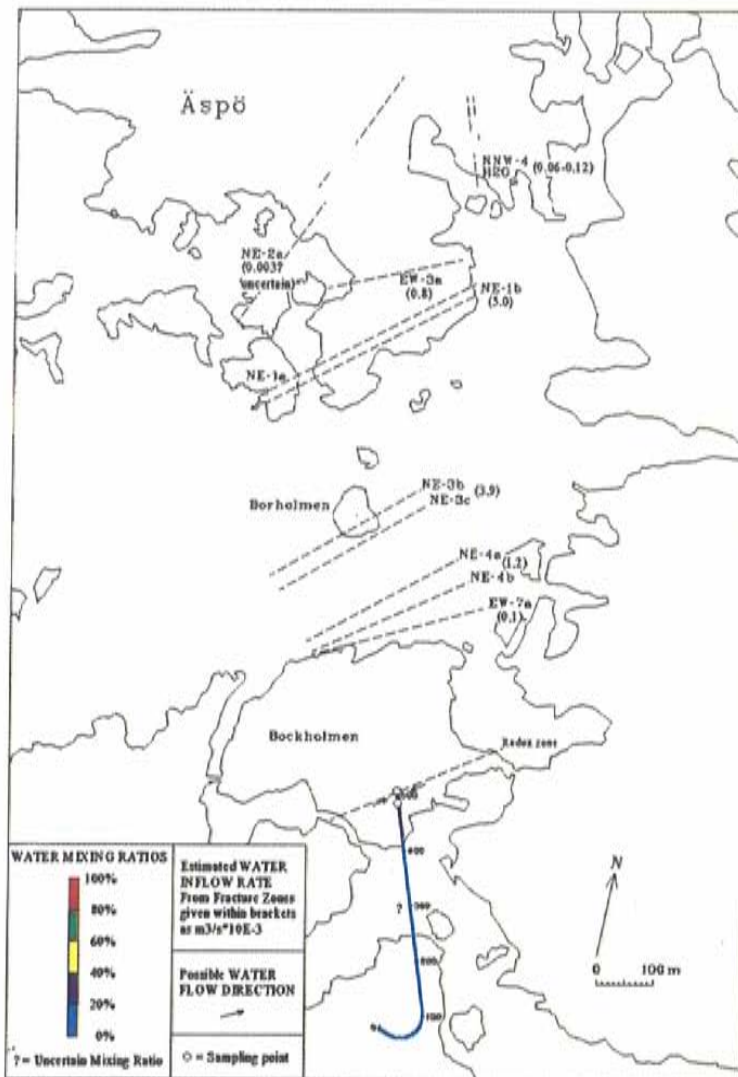 Äspö
NNW-4
H2O (0.06-0.12)
NE-2a
(0.0037
uncertain)
EW-3a
(0.8)
NE-1b
(5.0)
NE-1a
NE-3b (3.9)
NE-3c
Borholmen
NE-4a
(1.2)
NE-4b
EW-7a
(0.1)
Bockholmen
Redox zone
400
?
100
WATER MIXING RATIOS
100%
80%
60%
40%
20%
0%
? = Uncertain Mixing Ratio
Estimated WATER
INFLOW RATE
From Fracture Zones
given within brackets
as m3/s*10E-3
Possible WATER
FLOW DIRECTION
= Sampling point
N
0 100 m